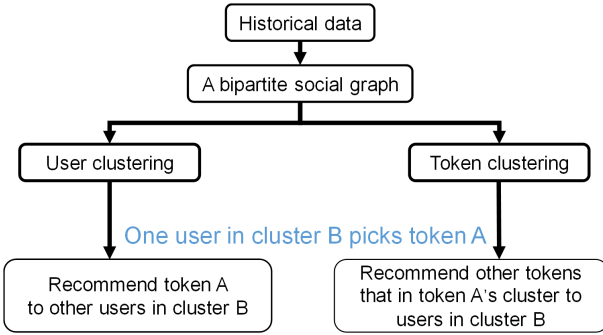 Historical data
A bipartite social graph
User clustering
Token clustering
One user in cluster B picks token A
Recommend token A
to other users in cluster B
Recommend other tokens
that in token A's cluster to
users in cluster B